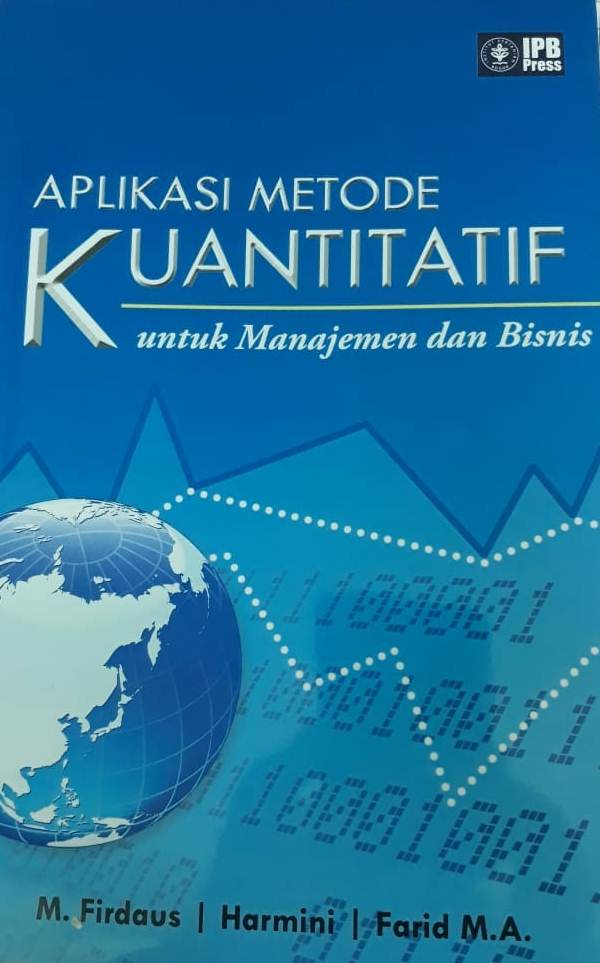 IPB
Press
APLIKASI METODE
KUANTITATIF
untuk Manajemen dan Bisnis
M. Firdaus | Harmini | Farid M.A.